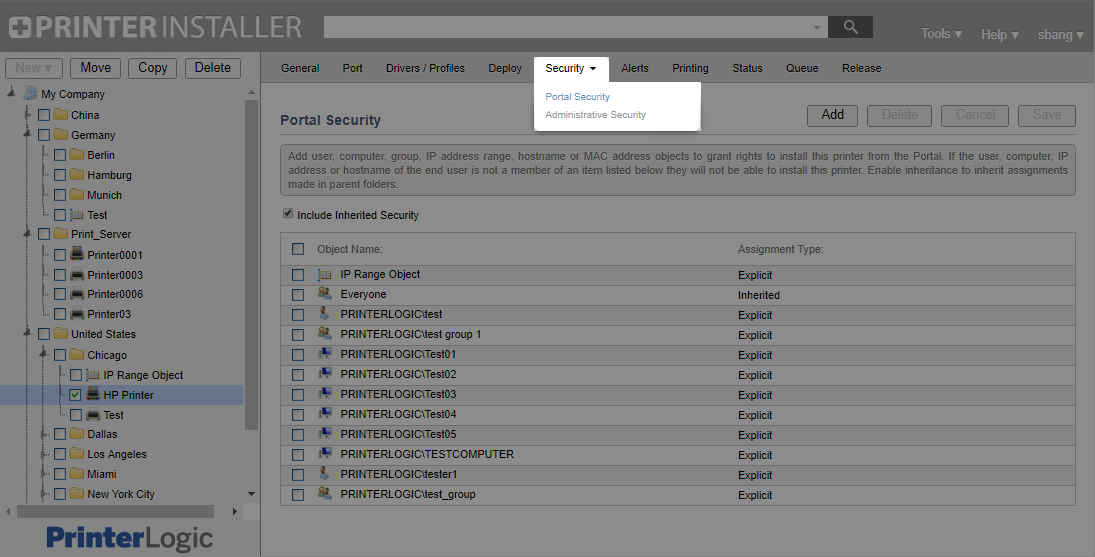 PRINTERINSTALLER
Tools ▾ Help ▾ sbang ▾
New ▾ Move Copy Delete
General Port Drivers / Profiles Deploy Security ▾ Alerts Printing Status Queue Release
Portal Security
Administrative Security
My Company
China
Germany
Berlin
Hamburg
Munich
Test
Print_Server
Printer0001
Printer0003
Printer0006
Printer03
United States
Chicago
IP Range Object
HP Printer
Test
Dallas
Los Angeles
Miami
New York City
PrinterLogic
Portal Security
Add Delete Cancel Save
Add user, computer, group, IP address range, hostname or MAC address objects to grant rights to install this printer from the Portal. If the user, computer, IP
address or hostname of the end user is not a member of an item listed below they will not be able to install this printer. Enable inheritance to inherit assignments
made in parent folders.
Include Inherited Security
Object Name: Assignment Type:
IP Range Object Explicit
Everyone Inherited
PRINTERLOGIC\test Explicit
PRINTERLOGIC\test group 1 Explicit
PRINTERLOGIC\Test01 Explicit
PRINTERLOGIC\Test02 Explicit
PRINTERLOGIC\Test03 Explicit
PRINTERLOGIC\Test04 Explicit
PRINTERLOGIC\Test05 Explicit
PRINTERLOGIC\TESTCOMPUTER Explicit
PRINTERLOGIC\tester1 Explicit
PRINTERLOGIC\test_group Explicit